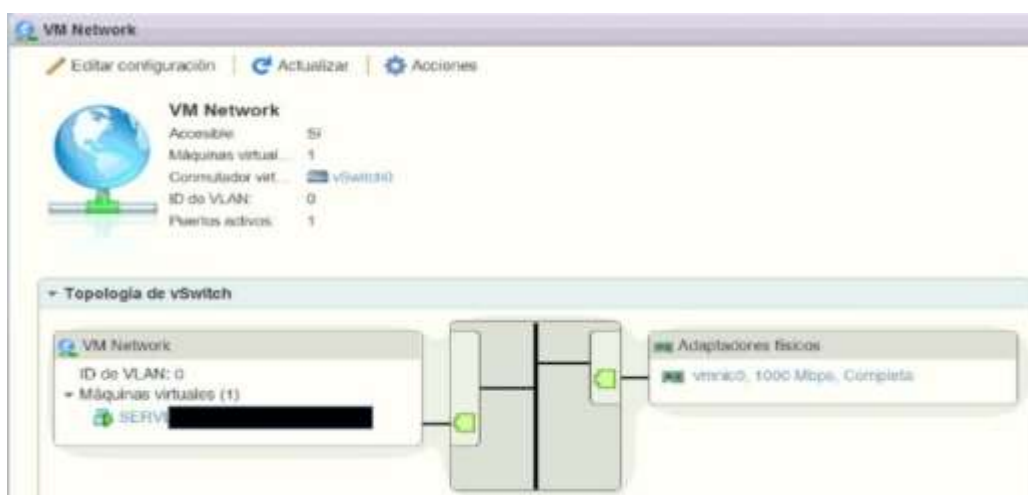 VM Network
Editar configuración | Actualizar | Acciones
VM Network
Accesible Sí
Máquinas virtual... 1
Conmutador virt... vSwitch0
ID de VLAN: 0
Puertos activos 1
Topología de vSwitch
VM Network
ID de VLAN: 0
Máquinas virtuales (1)
SERVI
Adaptadores físicos
vmnic0, 1000 Mbps, Completa